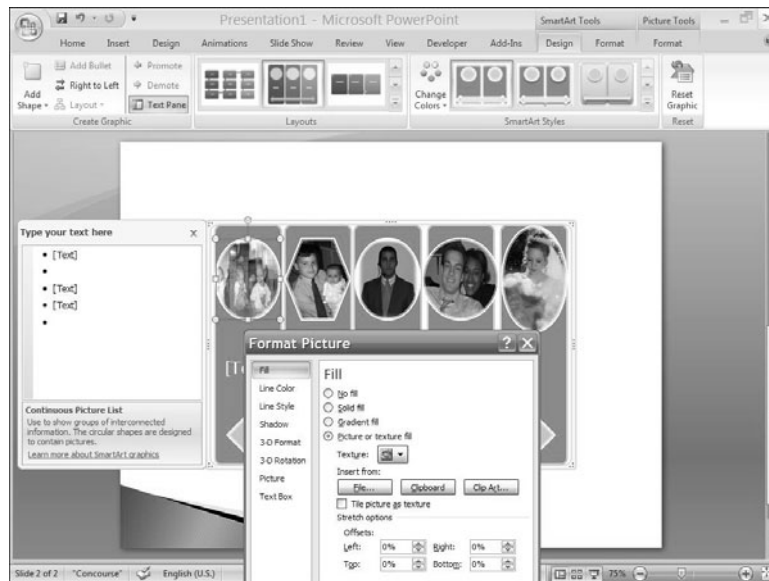 Presentation1 - Microsoft PowerPoint
SmartArt Tools
Picture Tools
Home Insert Design Animations Slide Show Review View Developer Add-Ins Design Format Format
Add Shape
Add Bullet
Right to Left
Layout
Promote
Demote
Text Pane
Create Graphic
Layouts
Change Colors
SmartArt Styles
Reset Graphic
Reset
Type your text here X
[Text]
[Text]
[Text]
Continuous Picture List
Use to show groups of interconnected
information. The circular shapes are designed
to contain pictures.
Learn more about SmartArt graphics
Format Picture ? X
Fill
Line Color
Line Style
Shadow
3-D Format
3-D Rotation
Picture
Text Box
Fill
No fill
Solid fill
Gradient fill
Picture or texture fill
Texture:
Insert from:
File... Clipboard Clip Art...
Tile picture as texture
Stretch options
Offsets:
Left: 0% Right: 0%
Top: 0% Bottom: 0%
Slide 2 of 2 "Concourse" English (U.S.) 75%